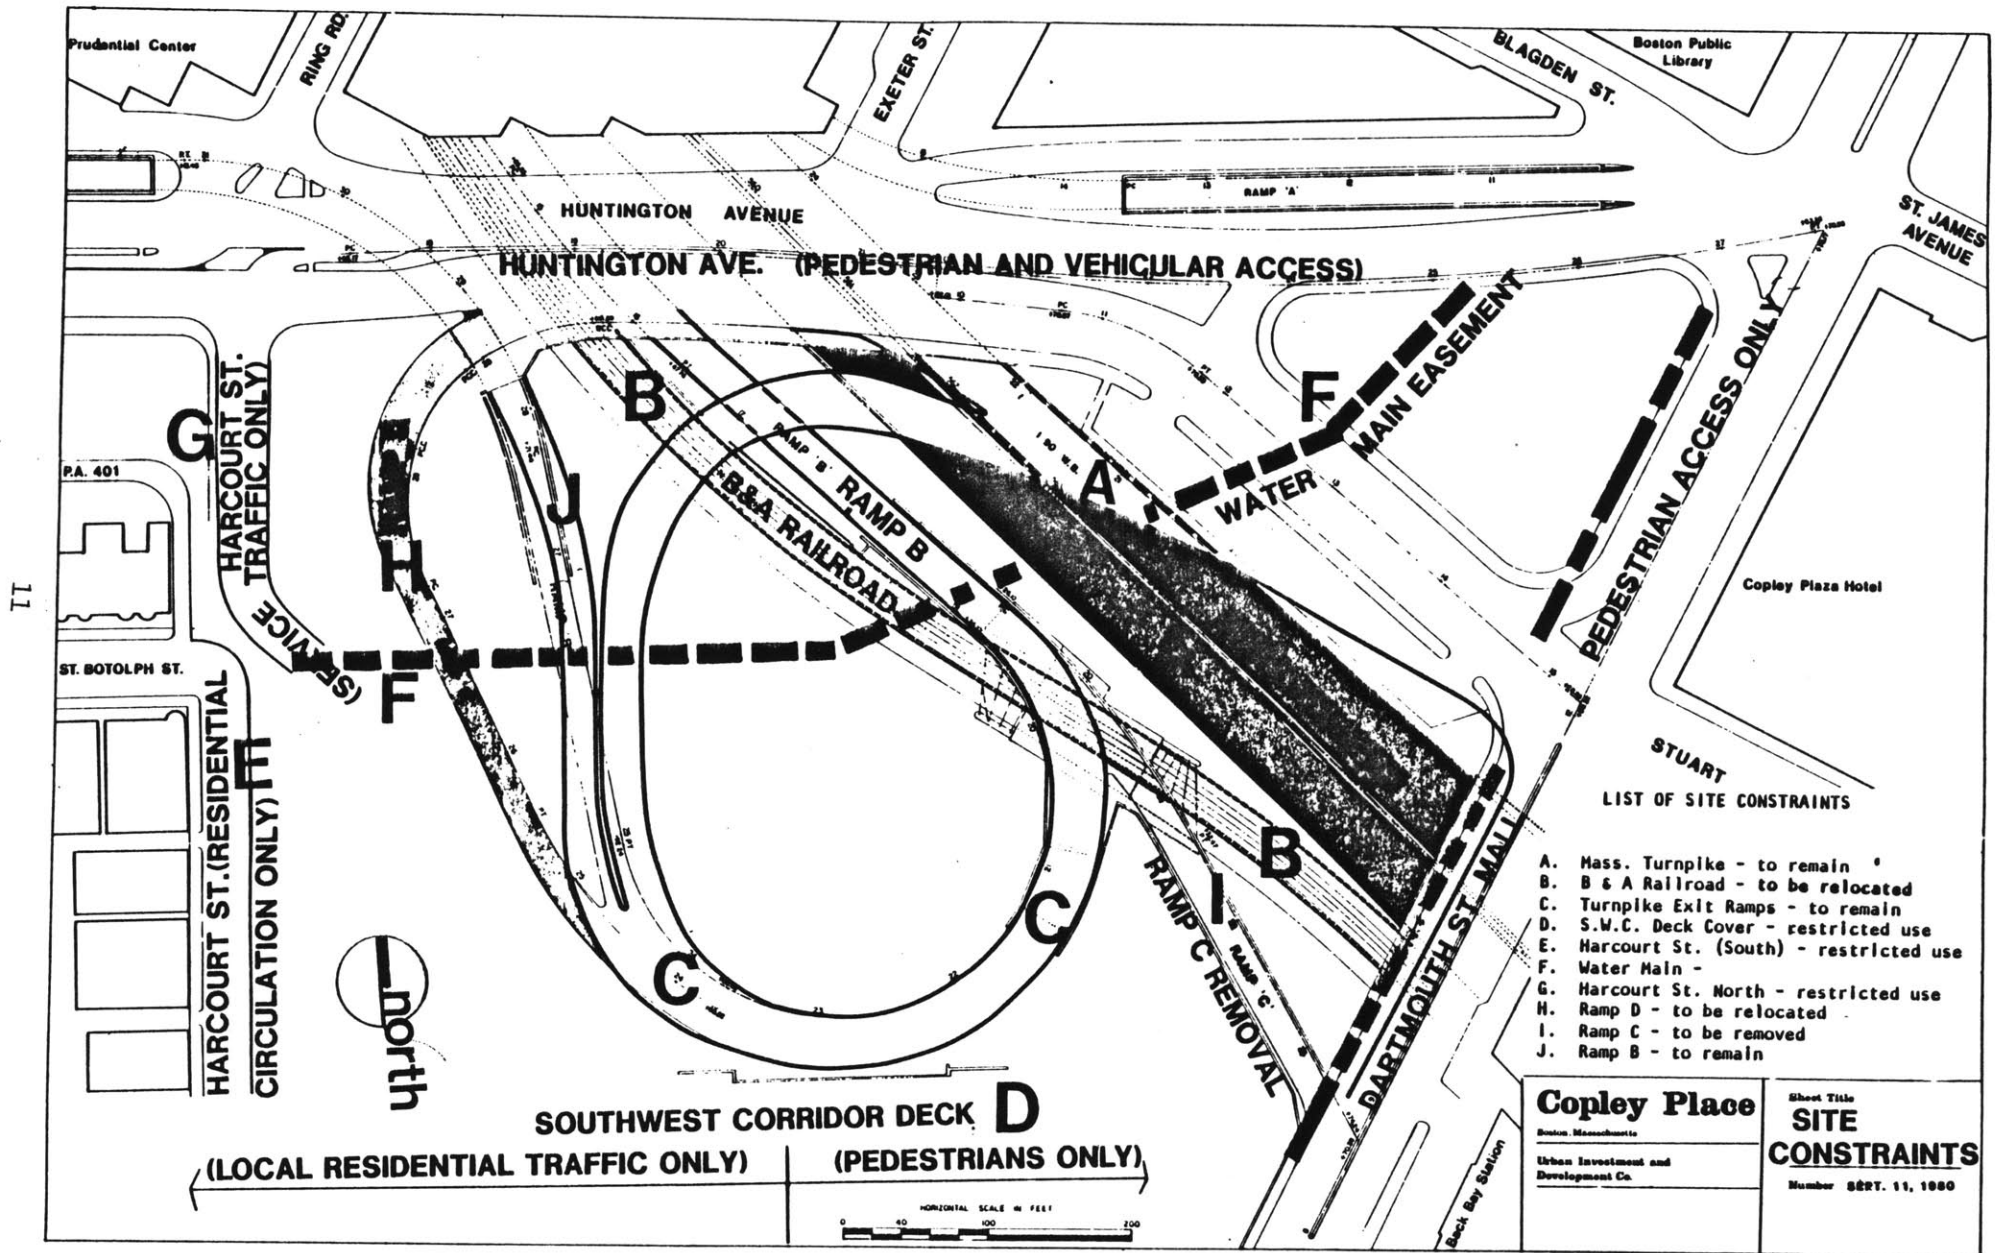 Prudential Center
RING RD.
EXETER ST.
BLAGDEN ST.
Boston Public
Library
RAMP 'A'
HUNTINGTON AVENUE
ST. JAMES
AVENUE
HUNTINGTON AVE. (PEDESTRIAN AND VEHICULAR ACCESS)
HARCOURT ST.
TRAFFIC ONLY)
(SERVICE
G
B
F
WATER MAIN EASEMENT
PEDESTRIAN ACCESS ONLY
P.A. 401
J
RAMP 'B'
RAMP B
B&A RAILROAD
I 90 W.B.
A
H
11
Copley Plaza Hotel
ST. BOTOLPH ST.
F
E
HARCOURT ST.(RESIDENTIAL
CIRCULATION ONLY)
STUART
B
C
C
I
RAMP C REMOVAL
RAMP 'C'
DARTMOUTH ST. MALL
north
LIST OF SITE CONSTRAINTS
A. Mass. Turnpike - to remain
B. B & A Railroad - to be relocated
C. Turnpike Exit Ramps - to remain
D. S.W.C. Deck Cover - restricted use
E. Harcourt St. (South) - restricted use
F. Water Main -
G. Harcourt St. North - restricted use
H. Ramp D - to be relocated
I. Ramp C - to be removed
J. Ramp B - to remain
SOUTHWEST CORRIDOR DECK D
(LOCAL RESIDENTIAL TRAFFIC ONLY) (PEDESTRIANS ONLY)
HORIZONTAL SCALE IN FEET
0 40 100 200
Back Bay Station
Copley Place
Boston, Massachusetts
Urban Investment and
Development Co.
Sheet Title
SITE
CONSTRAINTS
Number SEPT. 11, 1980